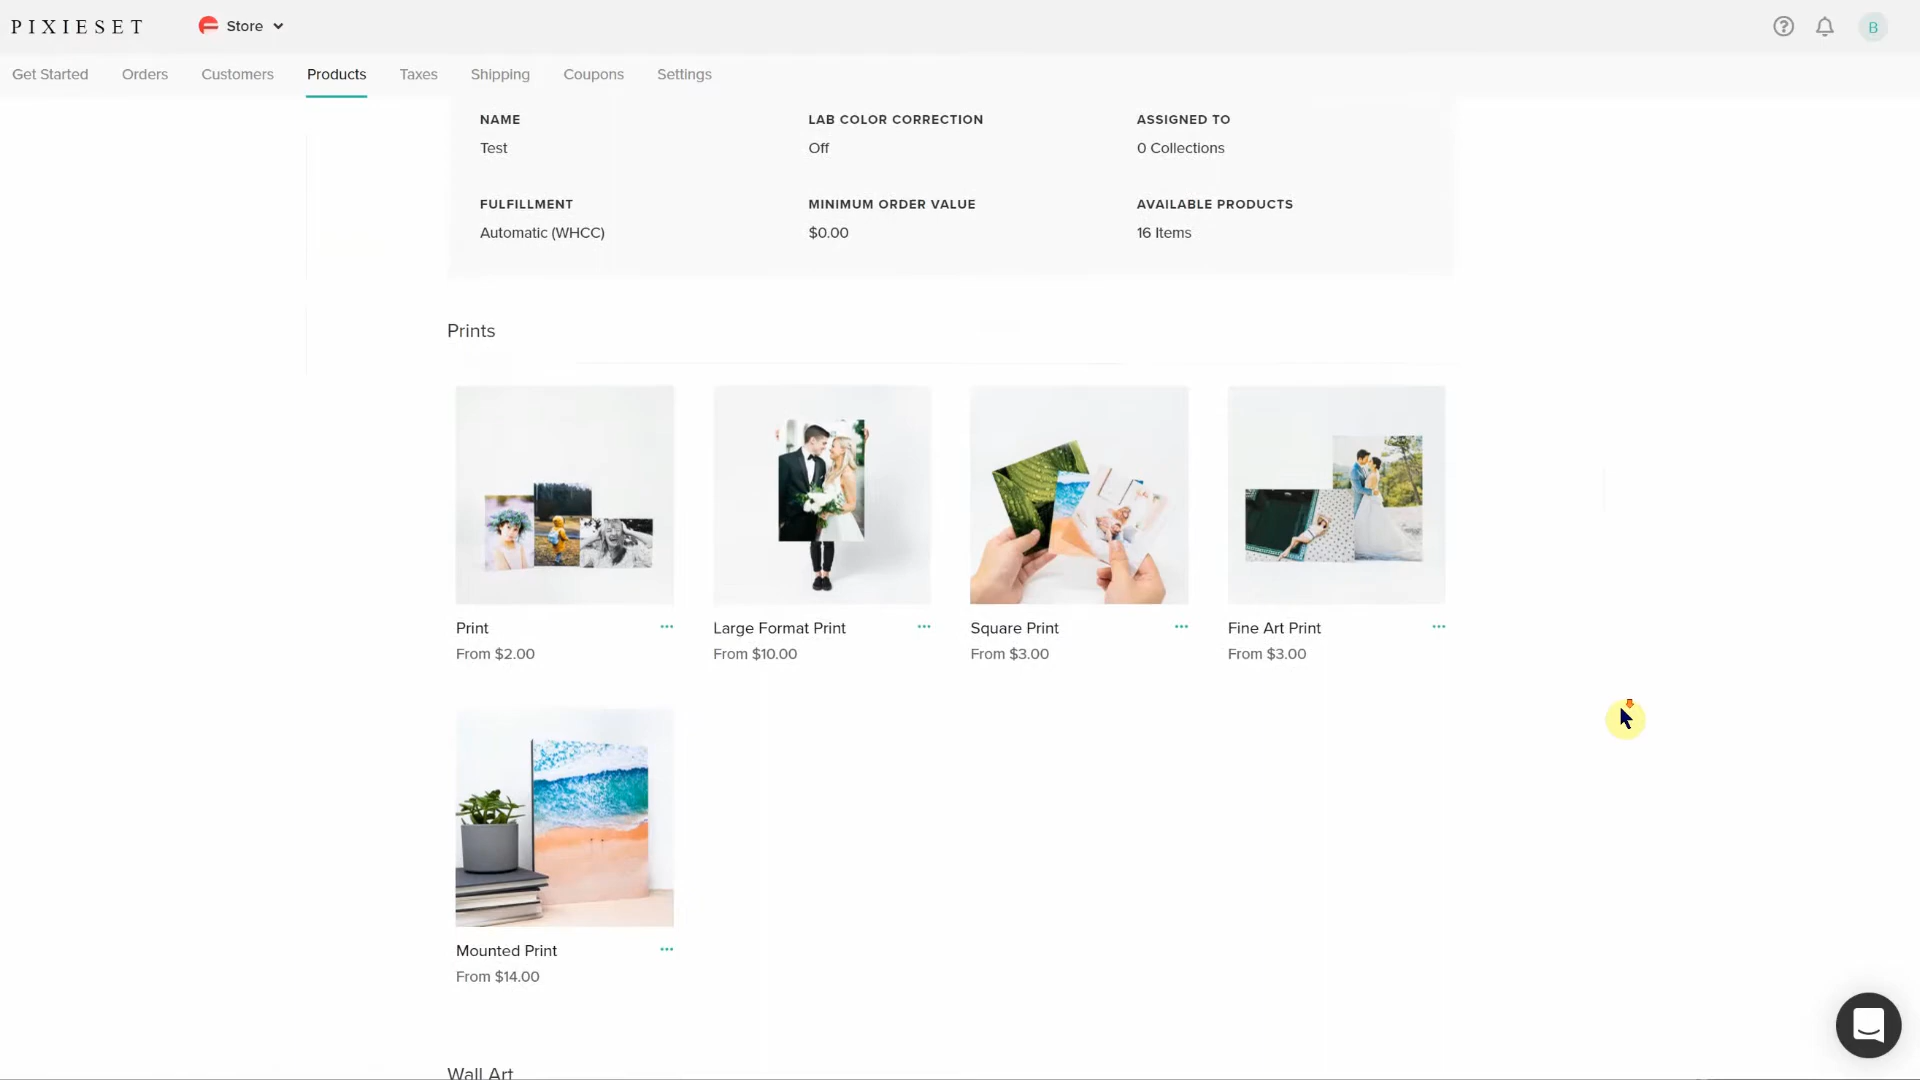 PIXIESET
Store
B
Get Started
Orders
Customers
Products
Taxes
Shipping
Coupons
Settings
NAME
Test
LAB COLOR CORRECTION
Off
ASSIGNED TO
0 Collections
FULFILLMENT
Automatic (WHCC)
MINIMUM ORDER VALUE
$0.00
AVAILABLE PRODUCTS
16 Items
Prints
Print
From $2.00
Large Format Print
From $10.00
Square Print
From $3.00
Fine Art Print
From $3.00
Mounted Print
From $14.00
Wall Art